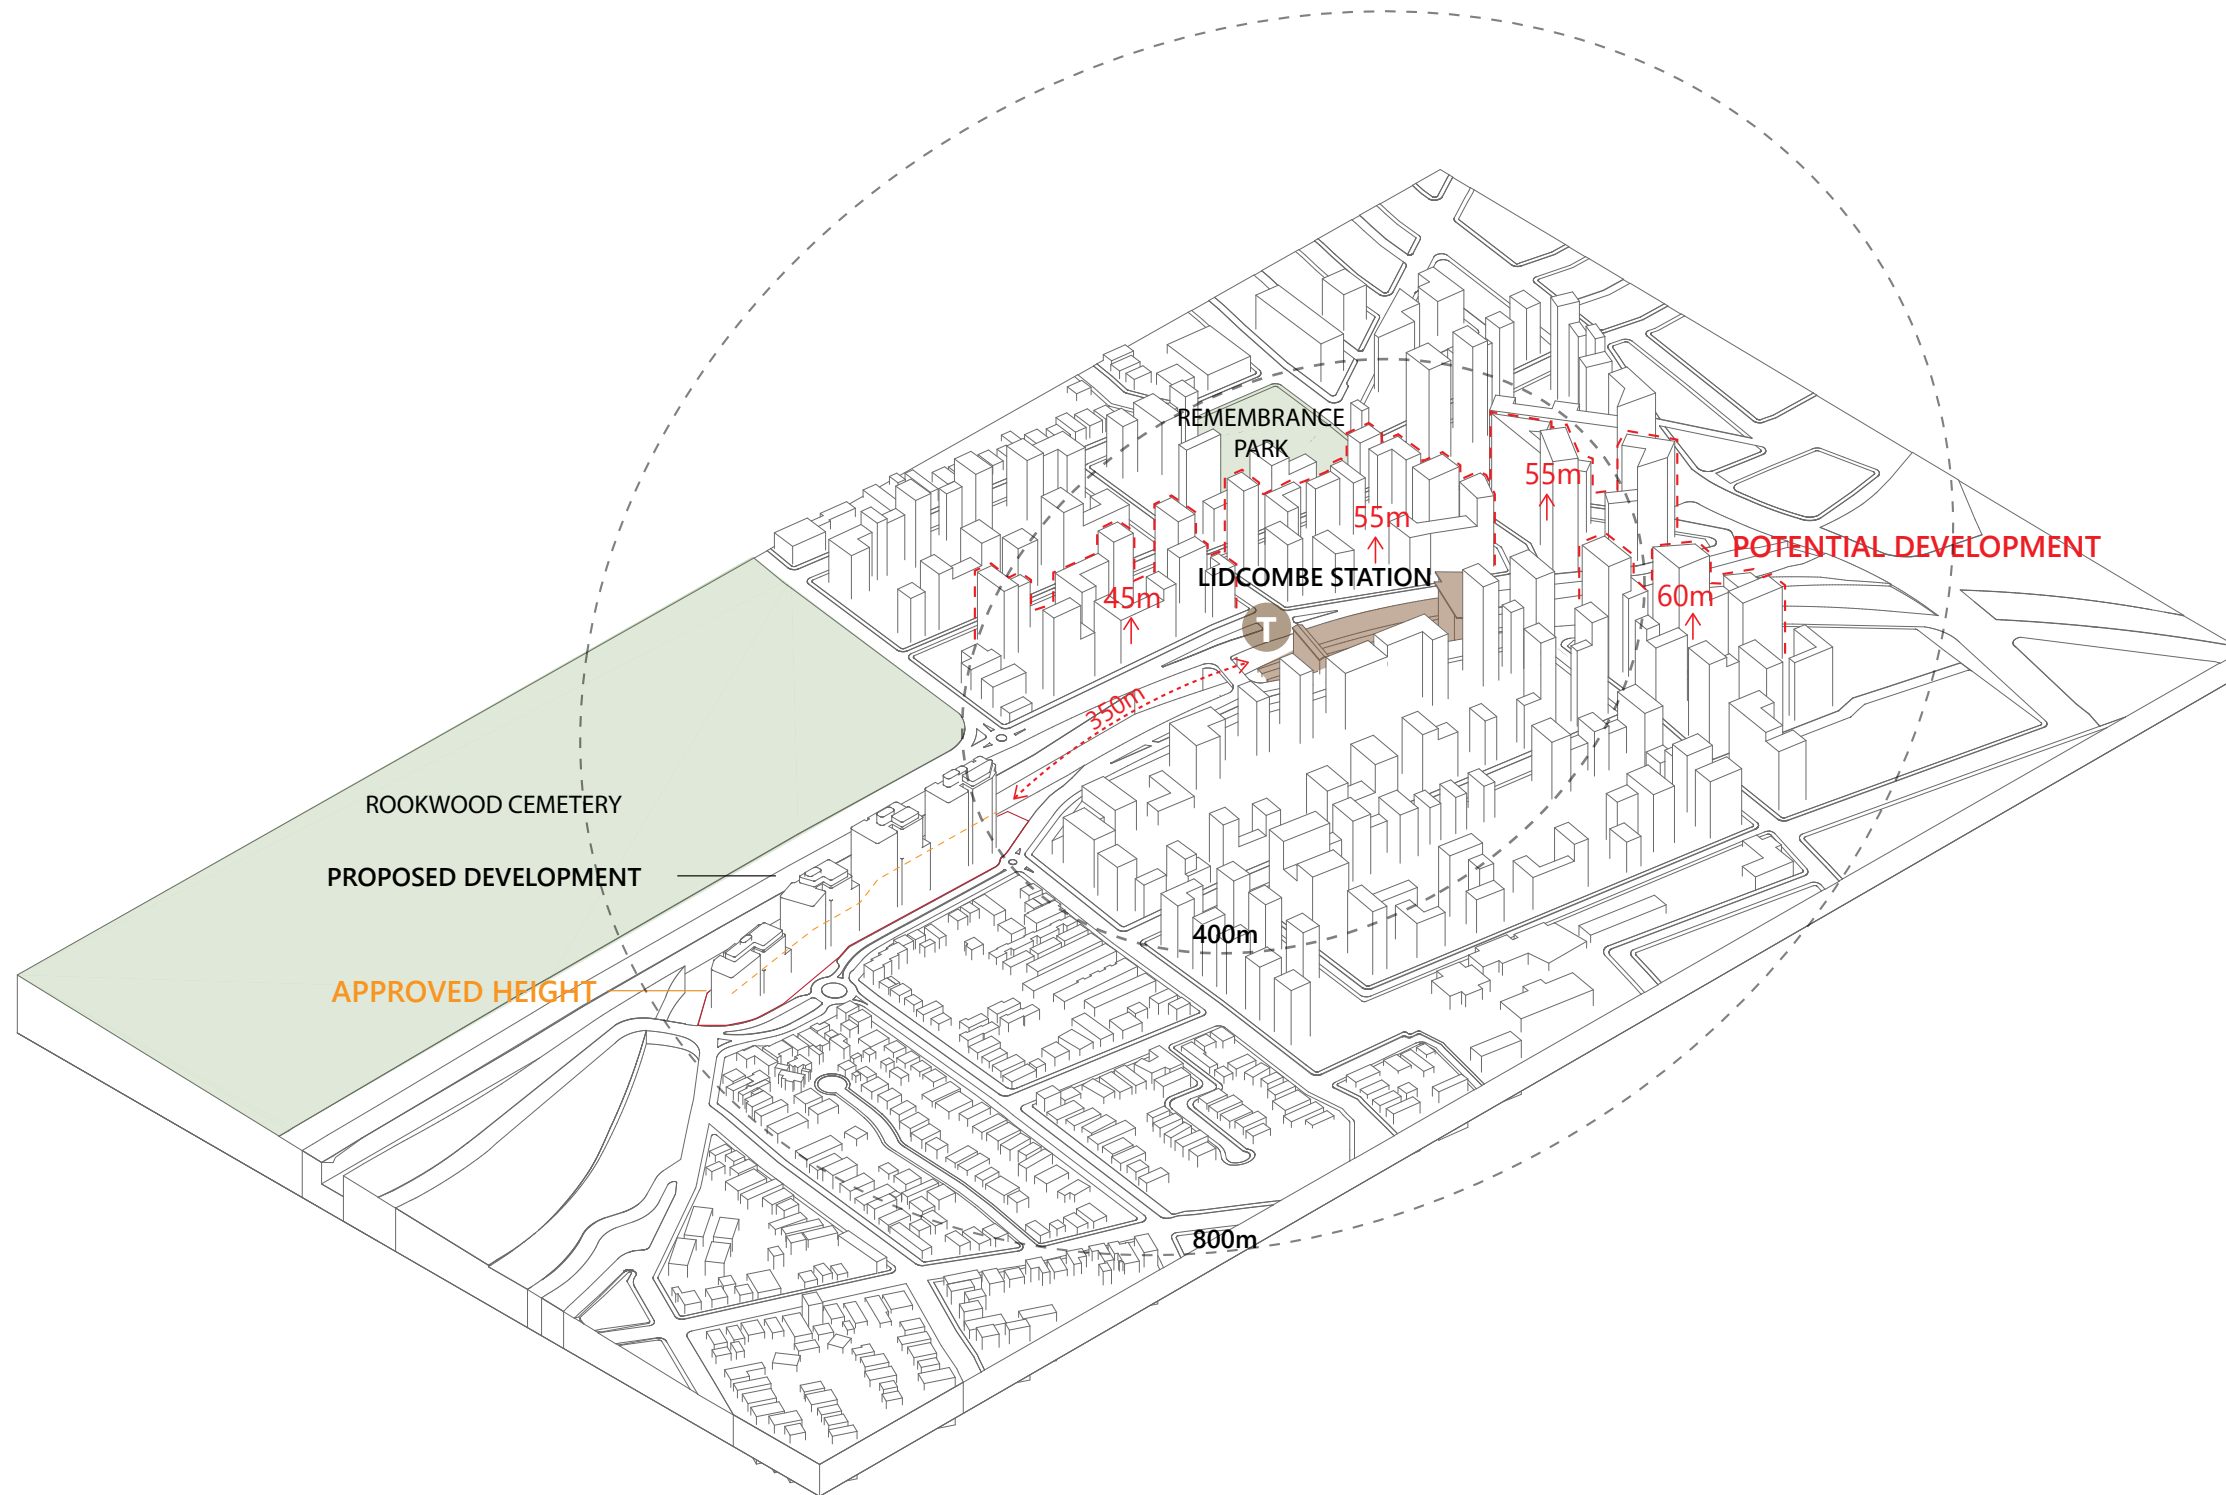 REMEMBRANCE
PARK
55m
55m
POTENTIAL DEVELOPMENT
LIDCOMBE STATION
45m
60m
T
350m
ROOKWOOD CEMETERY
PROPOSED DEVELOPMENT
400m
APPROVED HEIGHT
800m